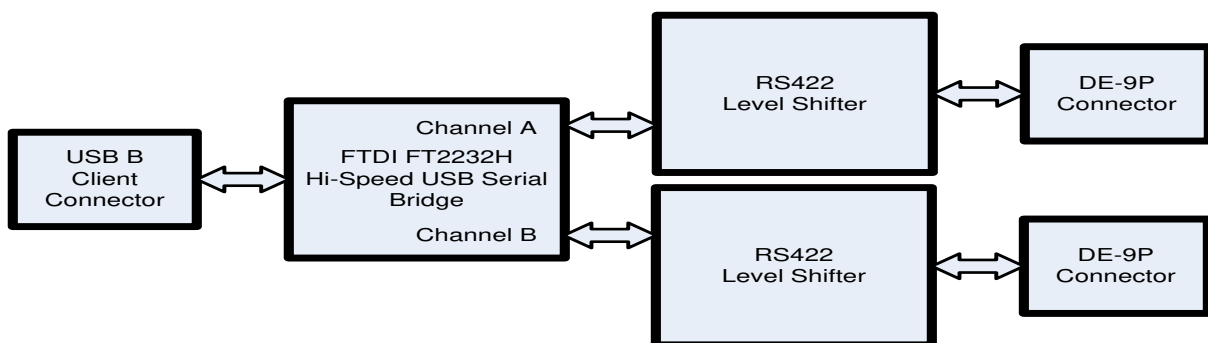 USB B
Client
Connector
Channel A
FTDI FT2232H
Hi-Speed USB Serial
Bridge
Channel B
RS422
Level Shifter
DE-9P
Connector
RS422
Level Shifter
DE-9P
Connector